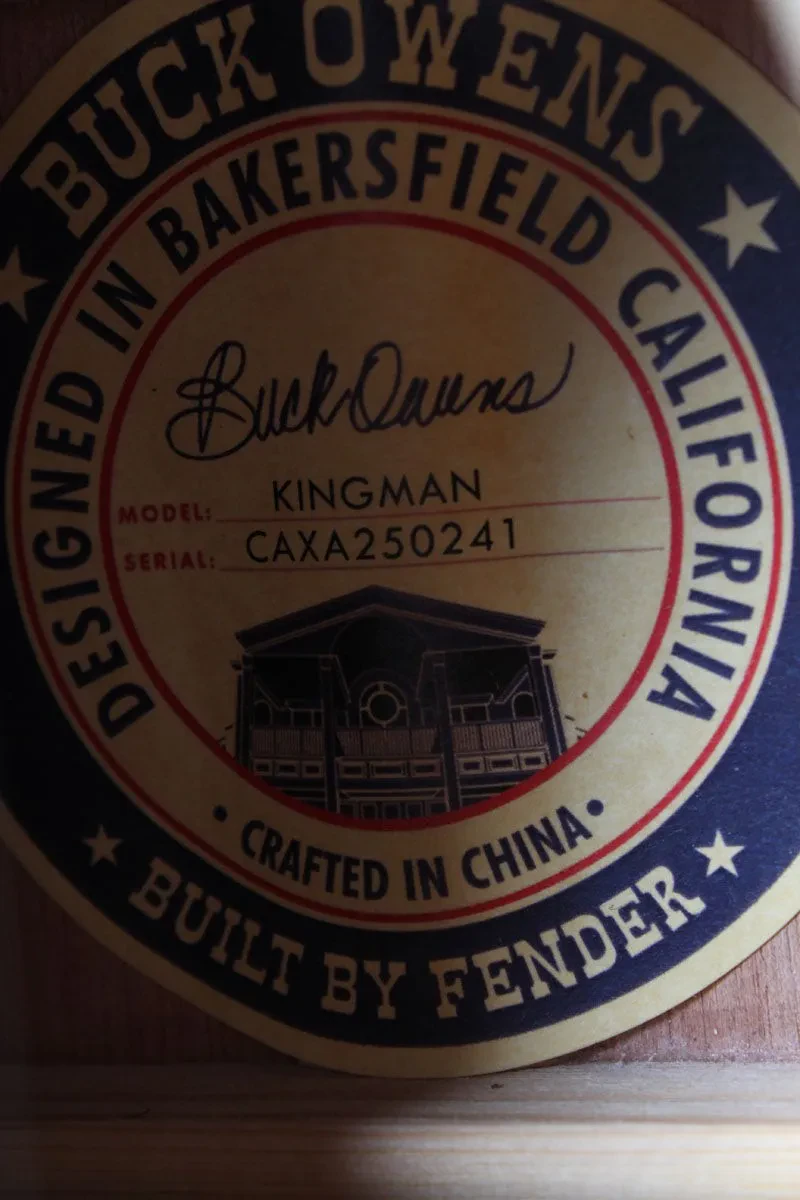 BUCK OWENS
DESIGNED IN BAKERSFIELD CALIFORNIA
Buck Owens
MODEL: KINGMAN
SERIAL: CAXA250241
• CRAFTED IN CHINA •
BUILT BY FENDER